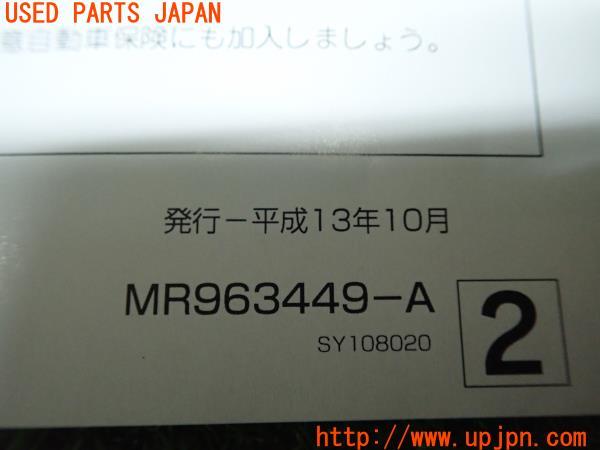 USED PARTS JAPAN
意自動車保険にも加入しましょう。
発行－平成13年10月
MR963449-A
2
SY108020
http://www.upjpn.com